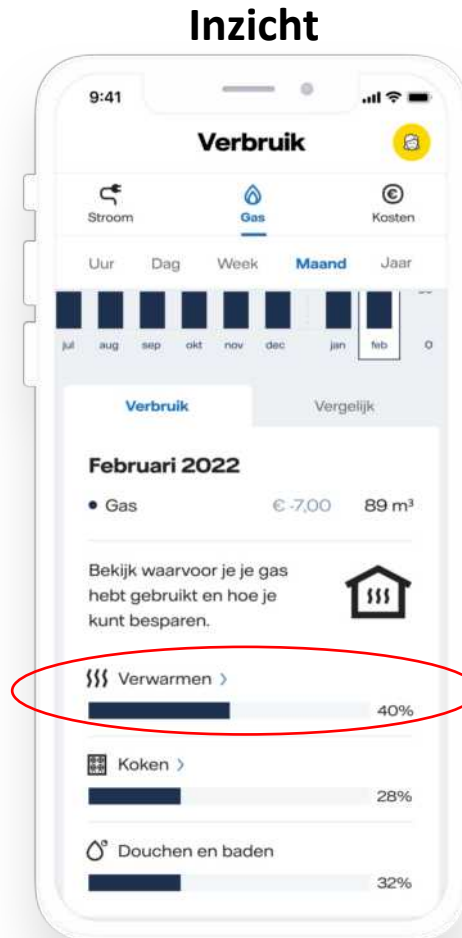 Inzicht
9:41
Verbruik
Stroom Gas Kosten
Uur Dag Week Maand Jaar
jul aug sep okt nov dec jan feb 0
Verbruik Vergelijk
Februari 2022
Gas € -7,00 89 m³
Bekijk waarvoor je je gas
hebt gebruikt en hoe je
kunt besparen.
Verwarmen >
40%
Koken >
28%
Douchen en baden
32%